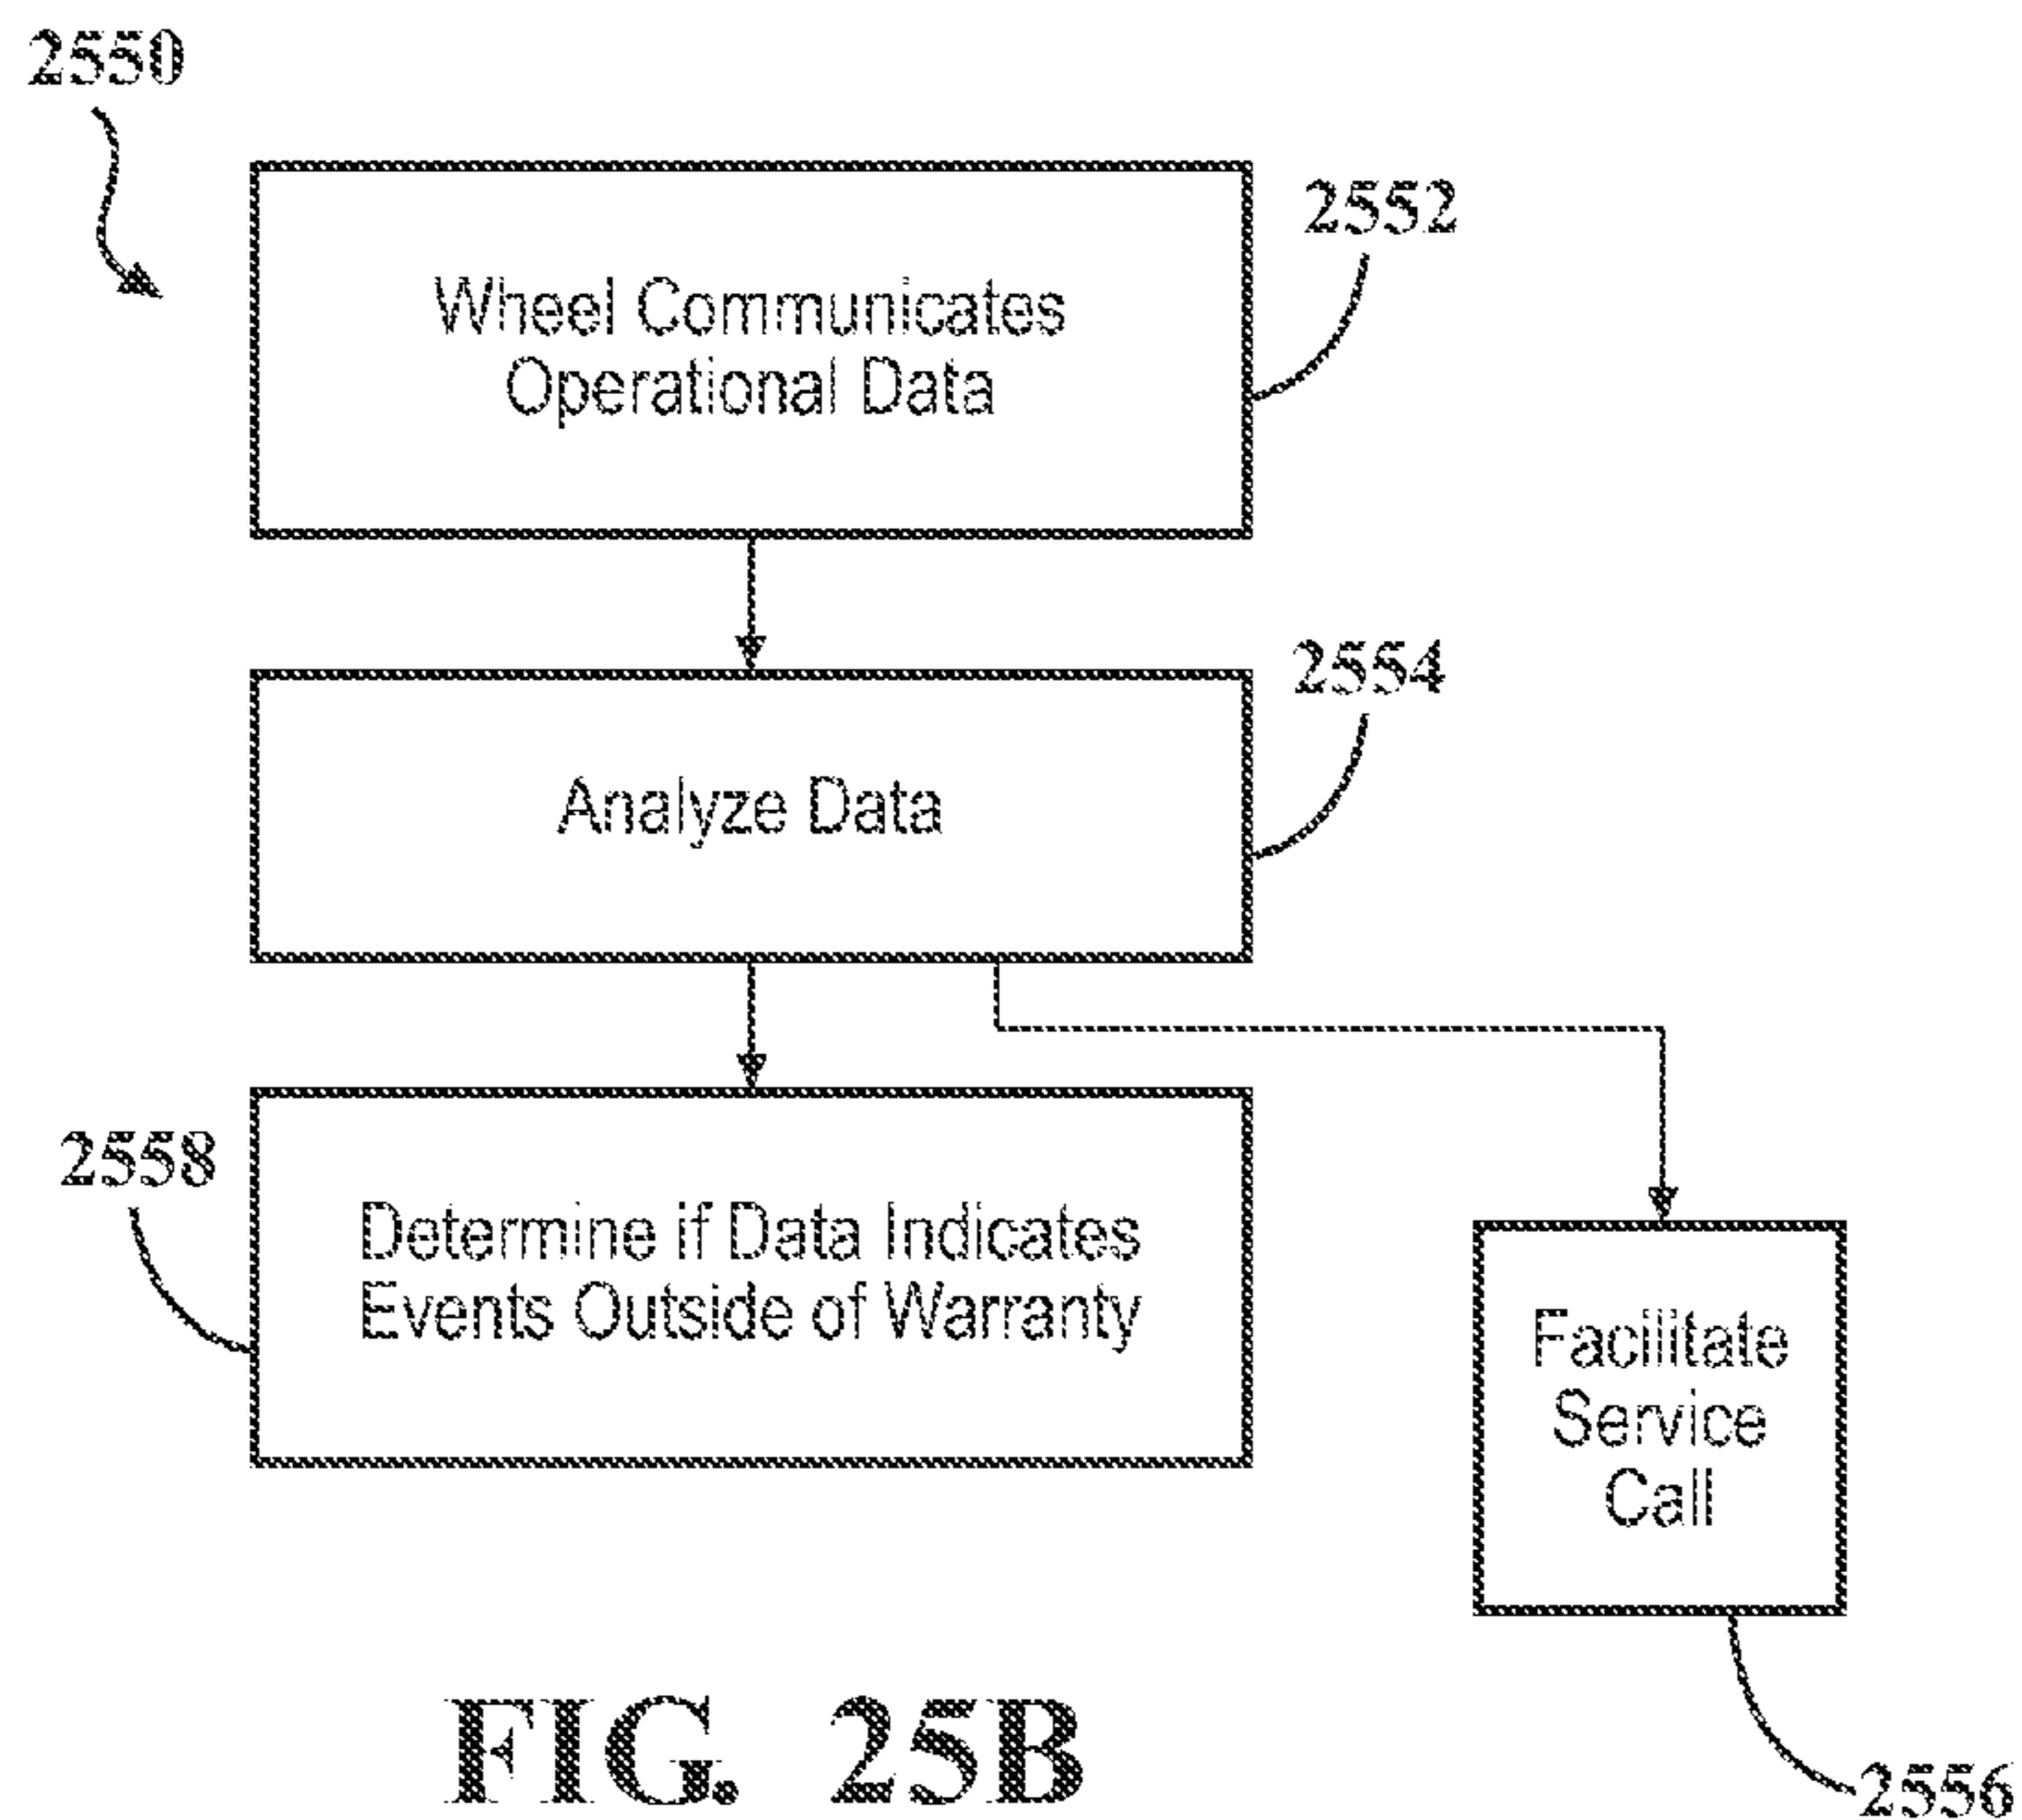 2550
2552
Wheel Communicates
Operational Data
2554
Analyze Data
2558
Determine if Data Indicates
Events Outside of Warranty
Facilitate
Service
Call
2556
FIG. 25B